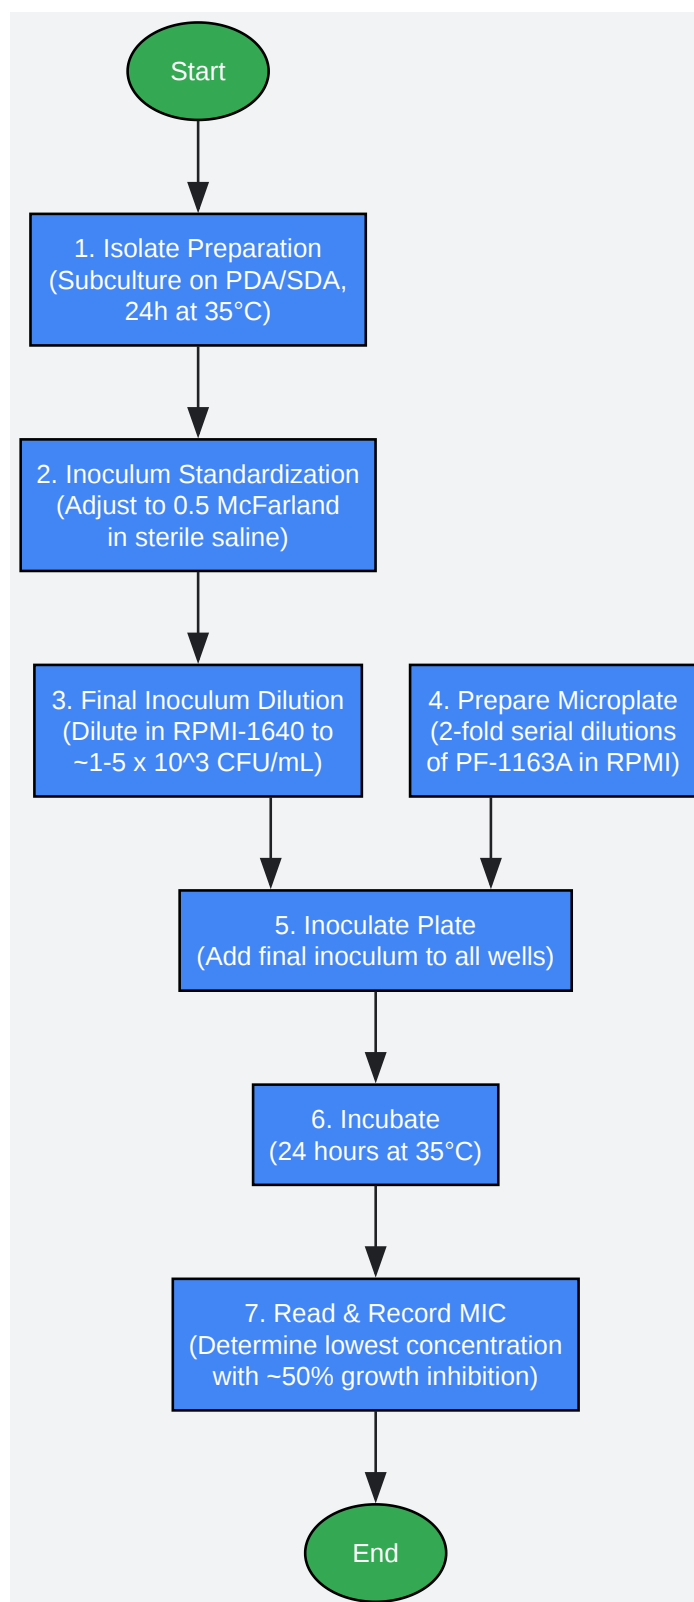 Start
1. Isolate Preparation
(Subculture on PDA/SDA,
24h at 35°C)
2. Inoculum Standardization
(Adjust to 0.5 McFarland
in sterile saline)
3. Final Inoculum Dilution
(Dilute in RPMI-1640 to
~1-5 x 10^3 CFU/mL)
4. Prepare Microplate
(2-fold serial dilutions
of PF-1163A in RPMI)
5. Inoculate Plate
(Add final inoculum to all wells)
6. Incubate
(24 hours at 35°C)
7. Read & Record MIC
(Determine lowest concentration
with ~50% growth inhibition)
End